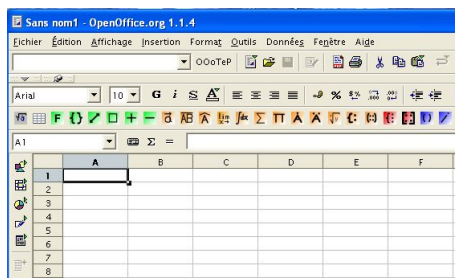 Sans nom1 - OpenOffice.org 1.1.4
Fichier Édition Affichage Insertion Format Outils Données Fenêtre Aide
OOoTeP
Arial 10 G i S A
A1 Σ =
A B C D E F
1
2
3
4
5
6
7
8